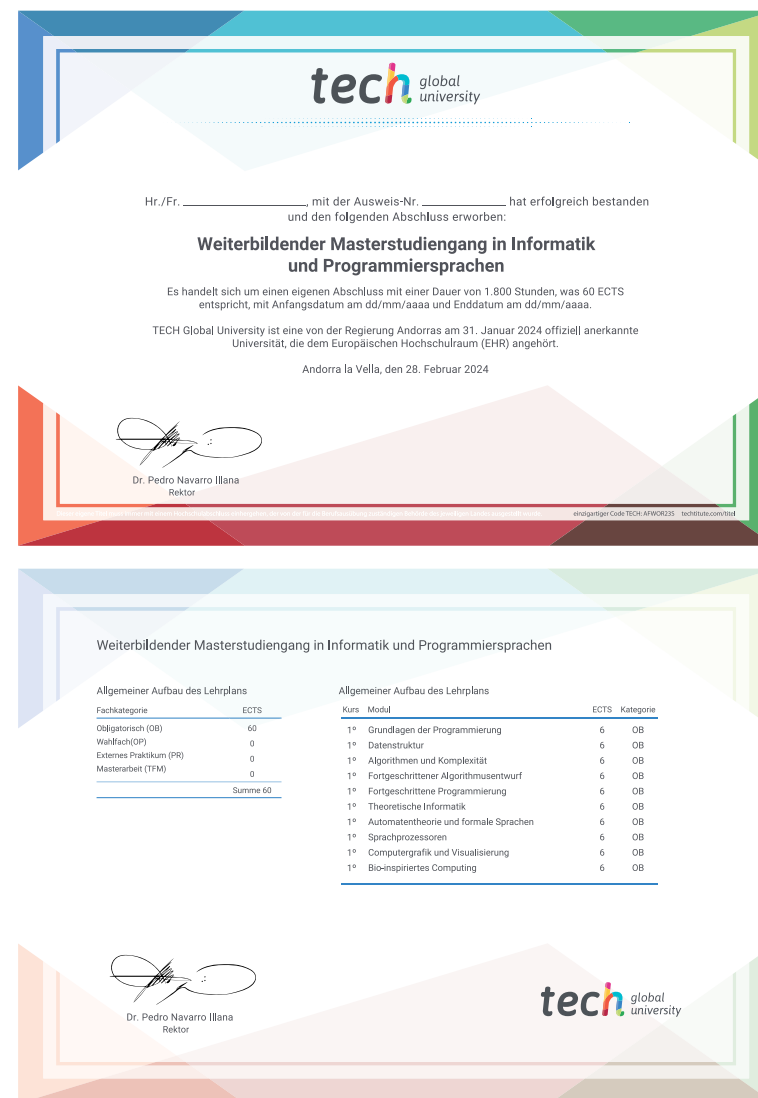 tech global university
Hr./Fr. ____________________, mit der Ausweis-Nr. ______________ hat erfolgreich bestanden
und den folgenden Abschluss erworben:
Weiterbildender Masterstudiengang in Informatik
und Programmiersprachen
Es handelt sich um einen eigenen Abschluss mit einer Dauer von 1.800 Stunden, was 60 ECTS
entspricht, mit Anfangsdatum am dd/mm/aaaa und Enddatum am dd/mm/aaaa.
TECH Global University ist eine von der Regierung Andorras am 31. Januar 2024 offiziell anerkannte
Universität, die dem Europäischen Hochschulraum (EHR) angehört.
Andorra la Vella, den 28. Februar 2024
Dr. Pedro Navarro Illana
Rektor
einzigartiger Code TECH: AFWOR235 techtitute.com/titel
Weiterbildender Masterstudiengang in Informatik und Programmiersprachen
Allgemeiner Aufbau des Lehrplans
Fachkategorie ECTS
Obligatorisch (OB) 60
Wahlfach(OP) 0
Externes Praktikum (PR) 0
Masterarbeit (TFM) 0
Summe 60
Allgemeiner Aufbau des Lehrplans
Kurs Modul ECTS Kategorie
1º Grundlagen der Programmierung 6 OB
1º Datenstruktur 6 OB
1º Algorithmen und Komplexität 6 OB
1º Fortgeschrittener Algorithmusentwurf 6 OB
1º Fortgeschrittene Programmierung 6 OB
1º Theoretische Informatik 6 OB
1º Automatentheorie und formale Sprachen 6 OB
1º Sprachprozessoren 6 OB
1º Computergrafik und Visualisierung 6 OB
1º Bio-inspiriertes Computing 6 OB
Dr. Pedro Navarro Illana
Rektor
tech global university